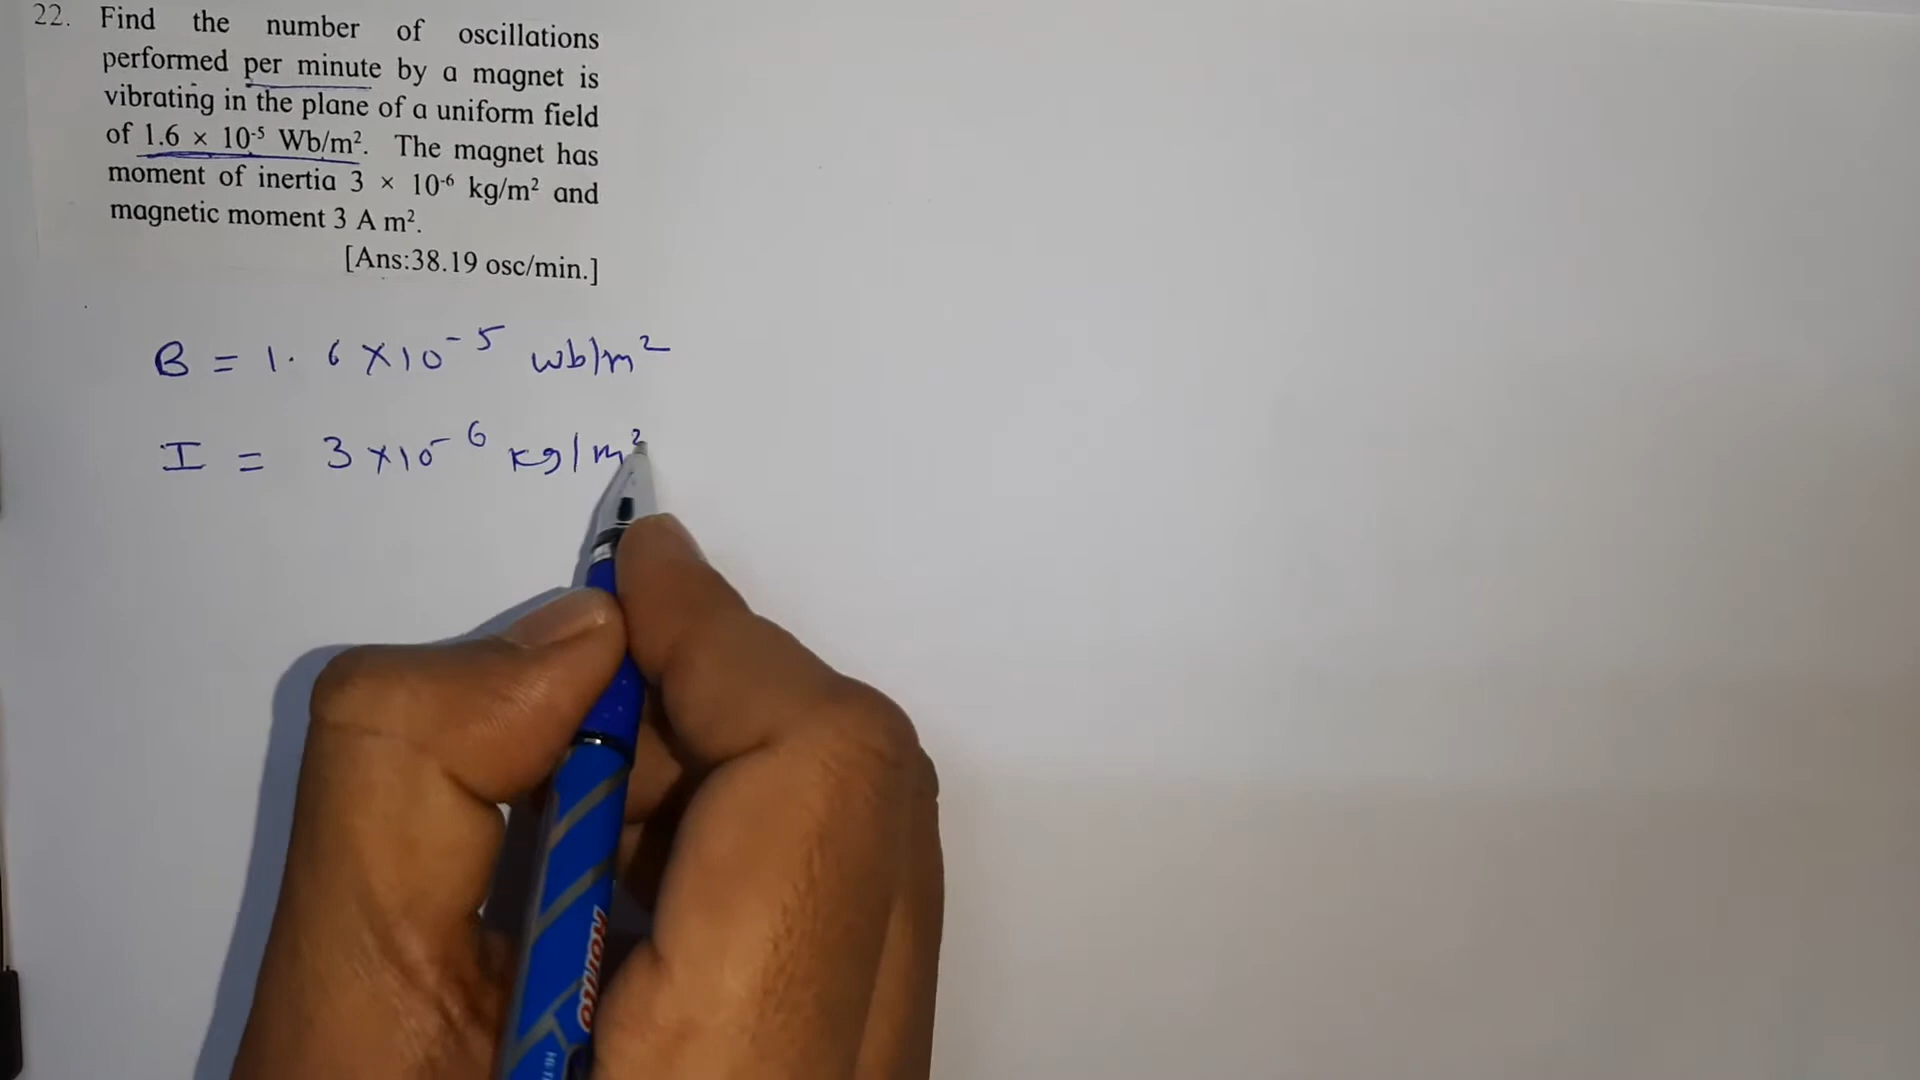 22. Find the number of oscillations
performed per minute by a magnet is
vibrating in the plane of a uniform field
of 1.6 × 10⁻⁵ Wb/m². The magnet has
moment of inertia 3 × 10⁻⁶ kg/m² and
magnetic moment 3 A m².
[Ans:38.19 osc/min.]
B = 1.6 × 10⁻⁵ wb/m²
I = 3 × 10⁻⁶ kg/m²